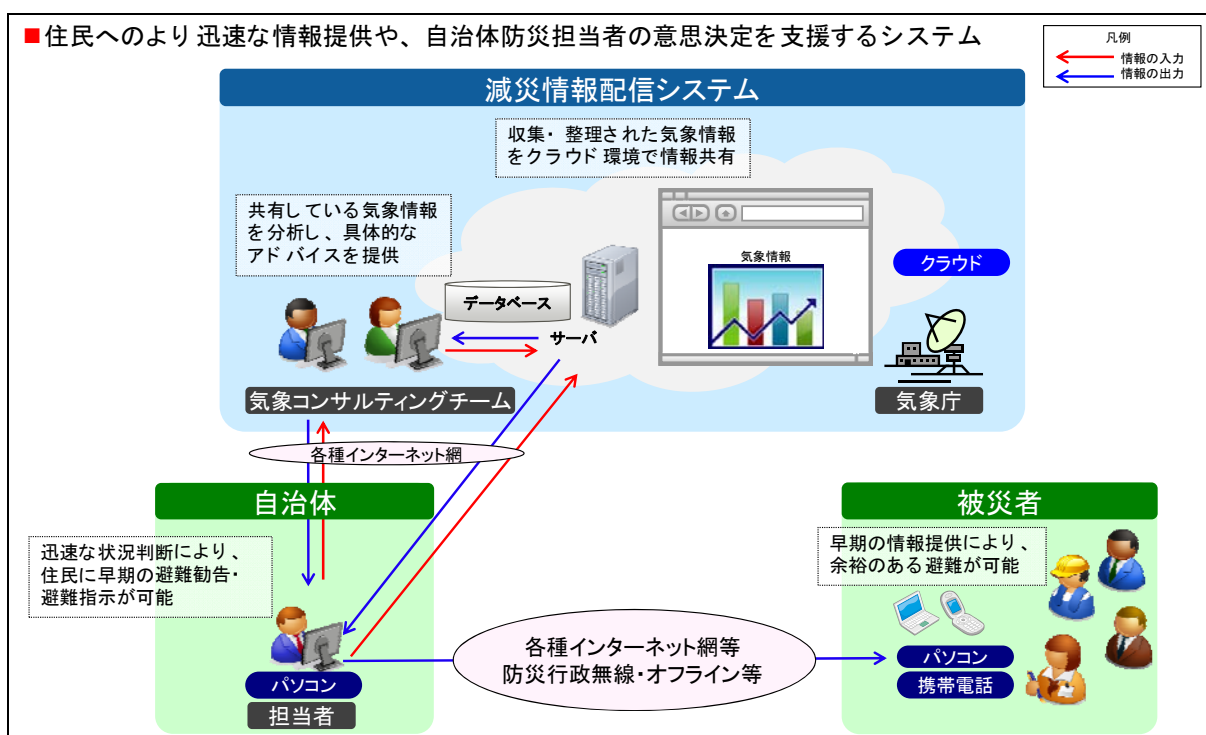 ■住民へのより迅速な情報提供や、自治体防災担当者の意思決定を支援するシステム
凡例
情報の入力
情報の出力
減災情報配信システム
収集・整理された気象情報
をクラウド環境で情報共有
共有している気象情報
を分析し、具体的な
アドバイスを提供
気象情報
クラウド
データベース
サーバ
気象コンサルティングチーム
気象庁
各種インターネット網
自治体
被災者
迅速な状況判断により、
住民に早期の避難勧告・
避難指示が可能
早期の情報提供により、
余裕のある避難が可能
各種インターネット網等
防災行政無線・オフライン等
パソコン
担当者
パソコン
携帯電話